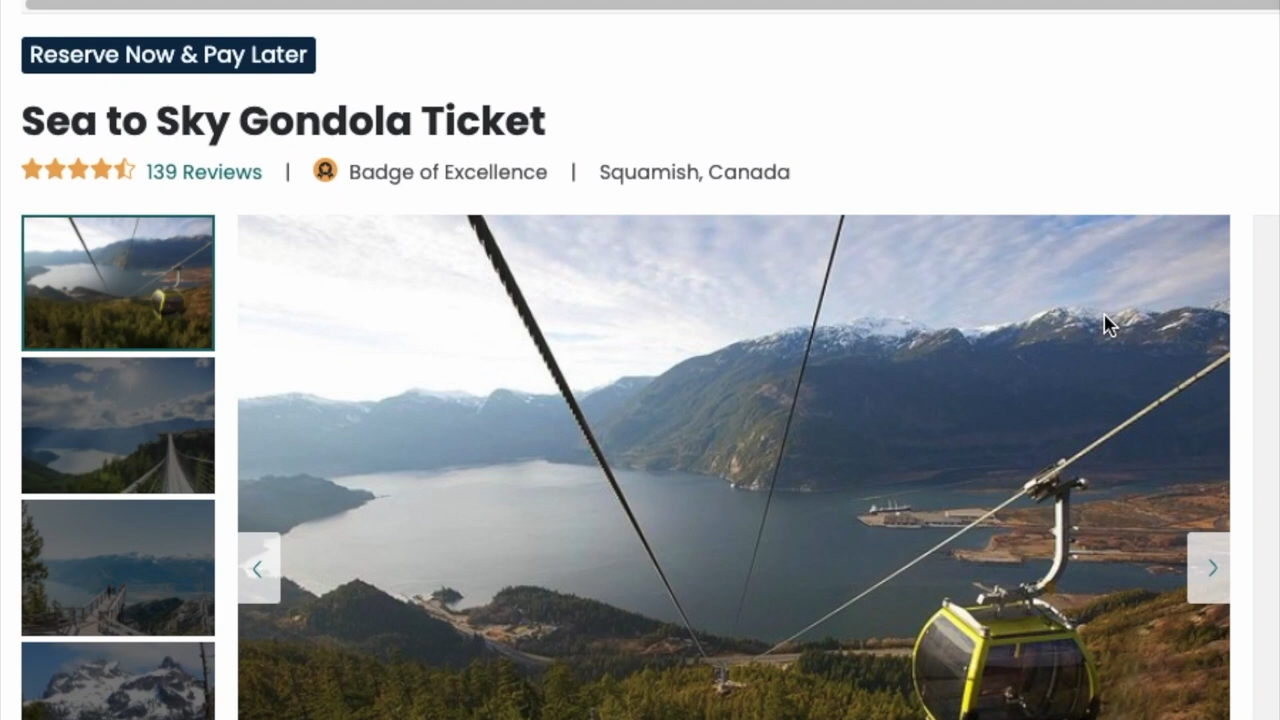 Reserve Now & Pay Later
Sea to Sky Gondola Ticket
139 Reviews | Badge of Excellence | Squamish, Canada